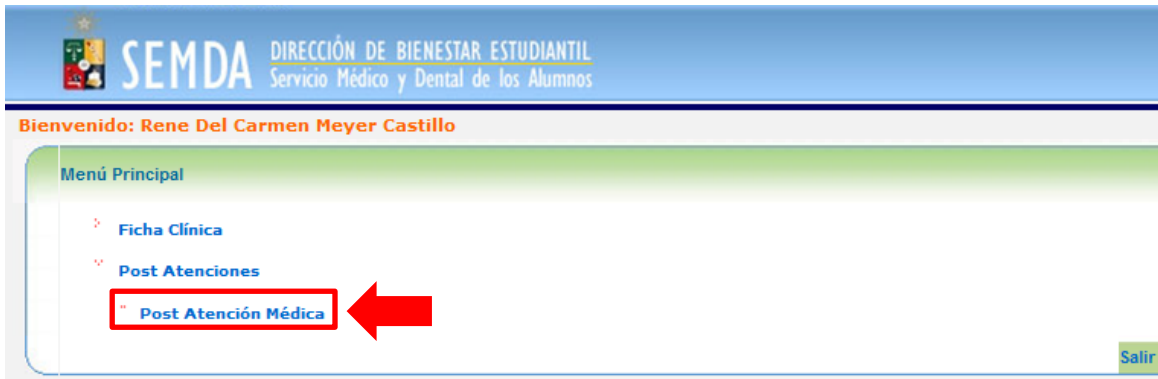 SEMDA
DIRECCIÓN DE BIENESTAR ESTUDIANTIL
Servicio Médico y Dental de los Alumnos
Bienvenido: Rene Del Carmen Meyer Castillo
Menú Principal
Ficha Clínica
Post Atenciones
Post Atención Médica
Salir